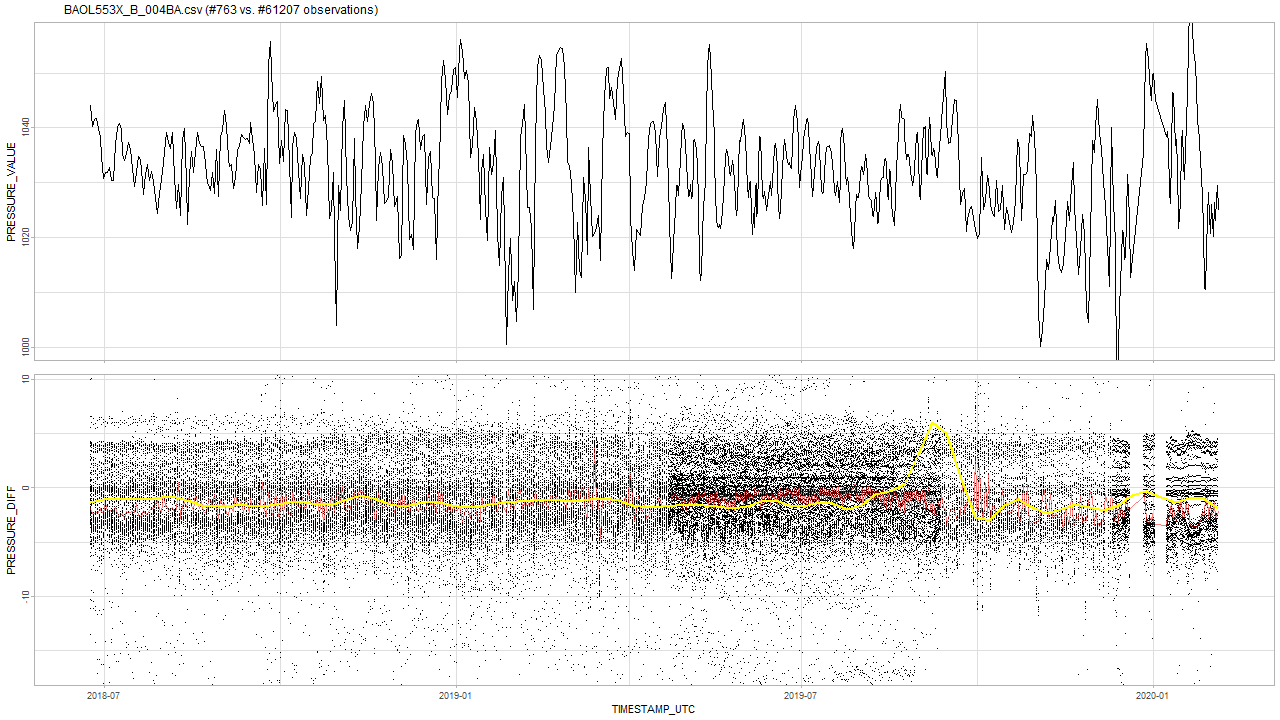 BAOL553X_B_004BA.csv (#763 vs. #61207 observations)
PRESSURE_VALUE
1040
1020
1000
PRESSURE_DIFF
10
0
-10
2018-07
2019-01
2019-07
2020-01
TIMESTAMP_UTC